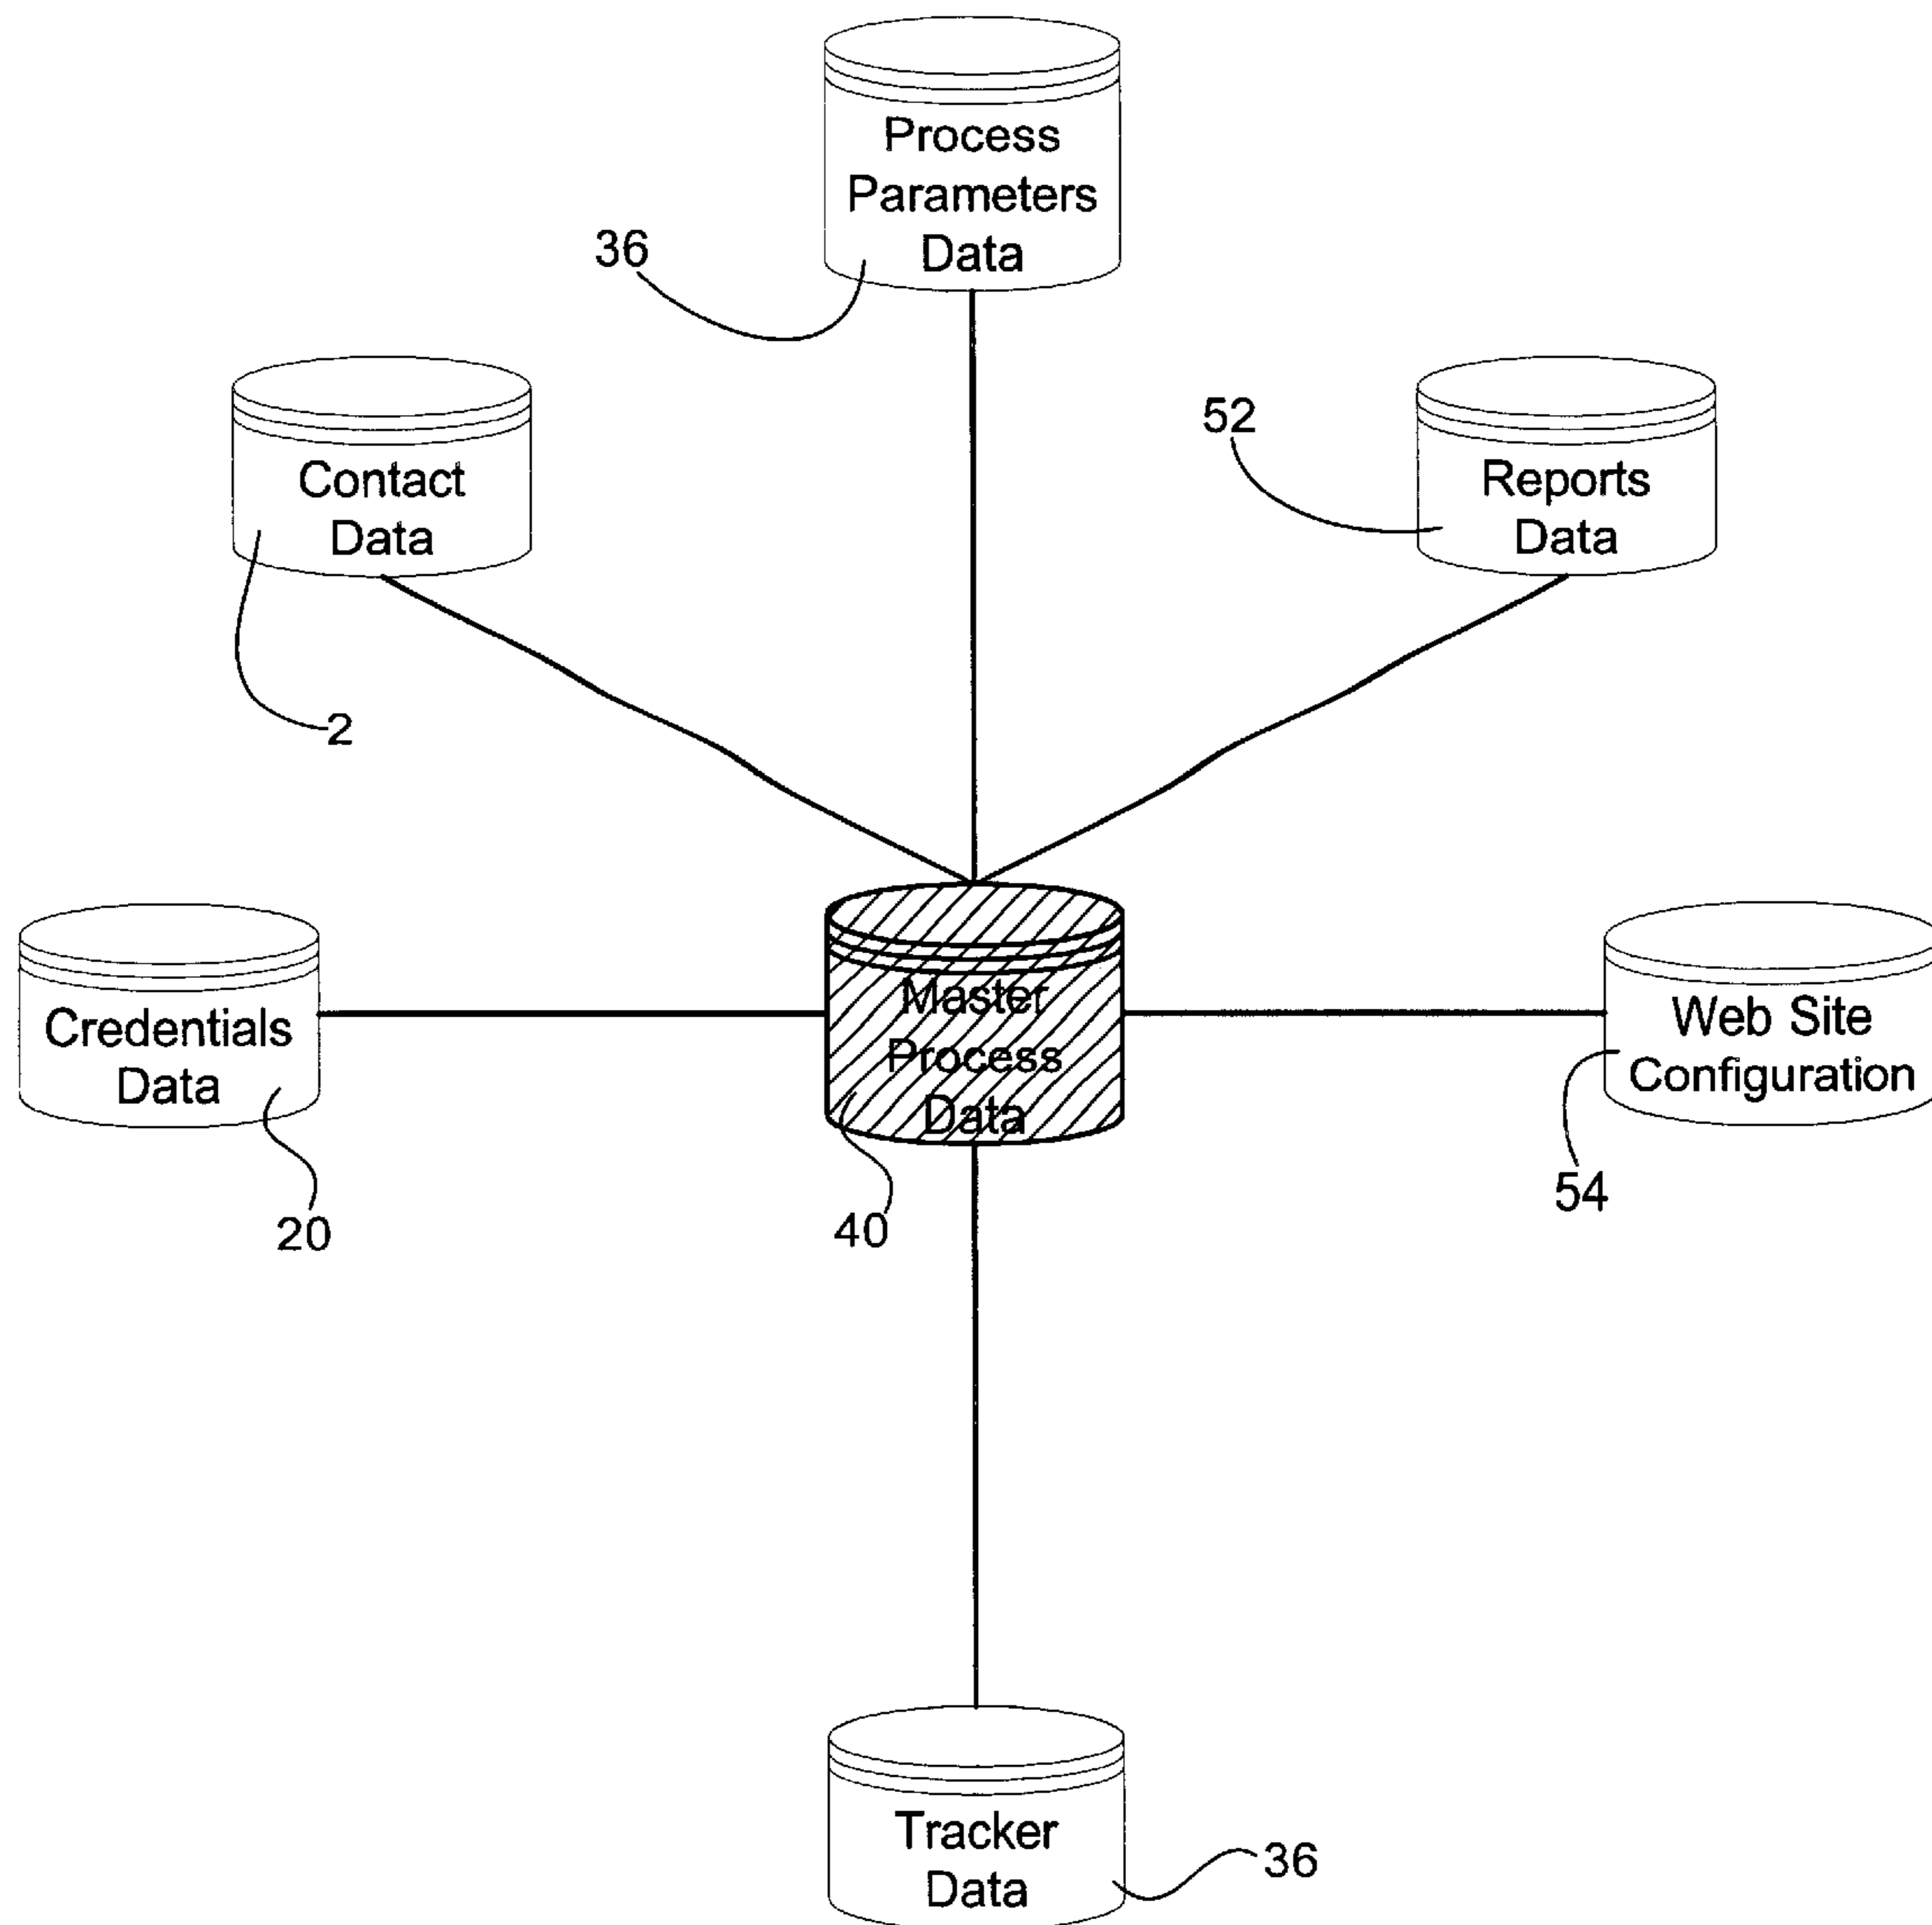 Process
Parameters
Data
36
Contact
Data
2
52
Reports
Data
Credentials
Data
20
Master
Process
Data
40
Web Site
Configuration
54
Tracker
Data
36